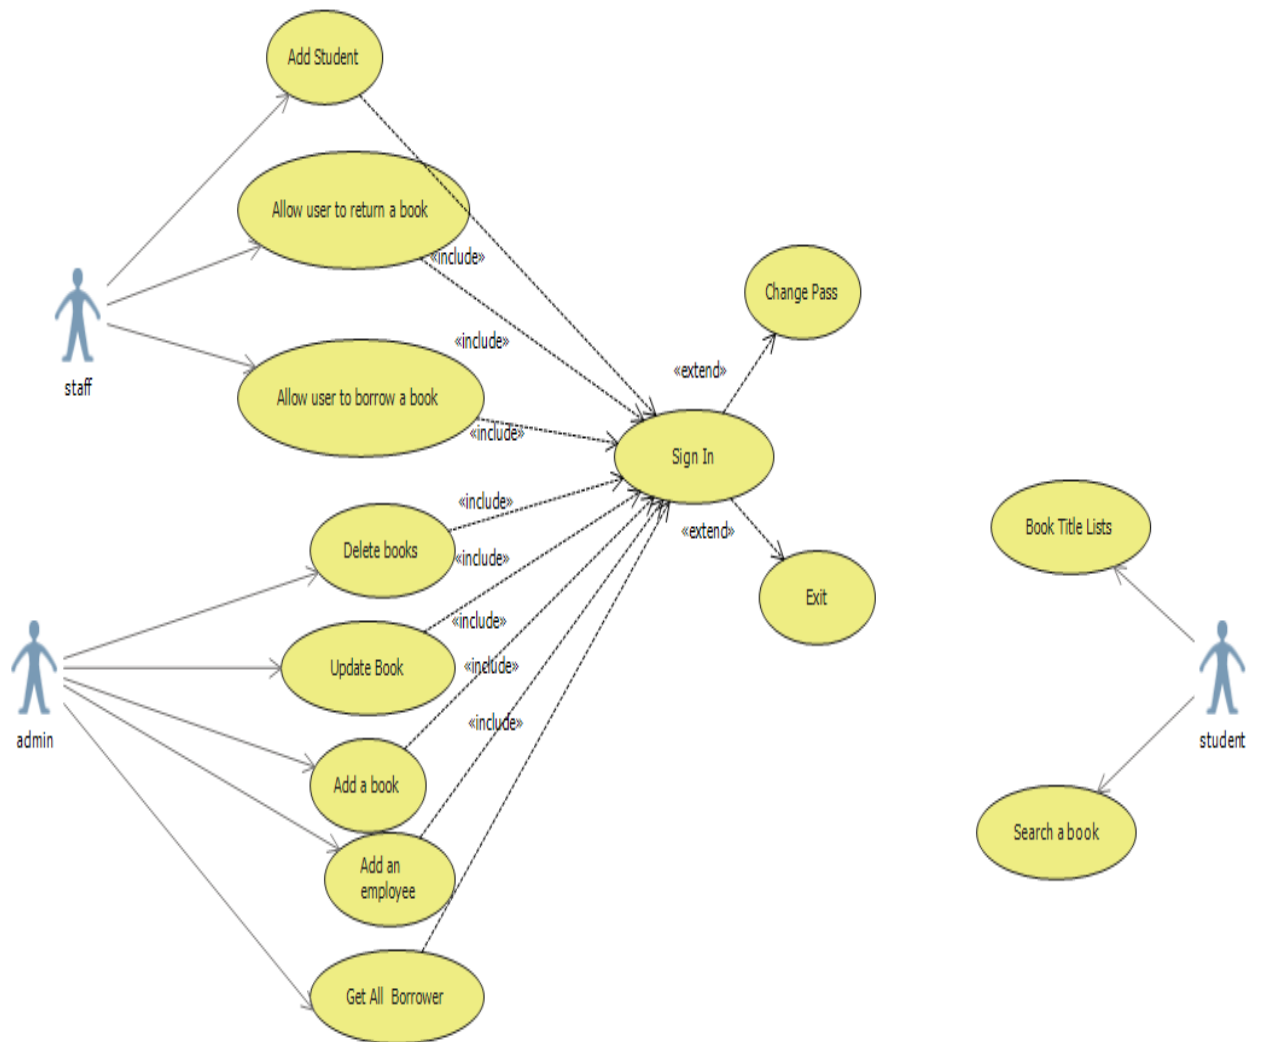 Add Student
Allow user to return a book
«include»
Change Pass
«include»
«extend»
staff
Allow user to borrow a book
«include»
Sign In
«include»
«extend»
Book Title Lists
Delete books
«include»
Exit
«include»
Update Book
«include»
admin
student
«include»
Add a book
Search a book
Add an
employee
Get All Borrower